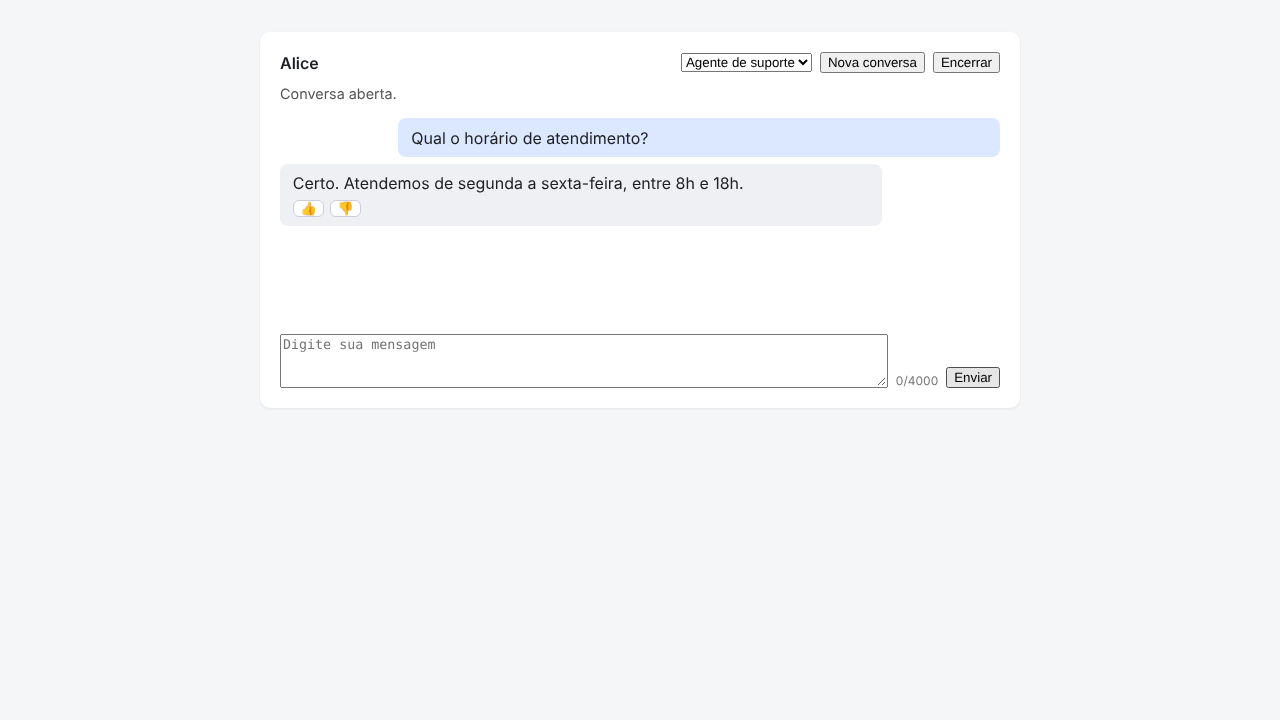 Alice
Agente de suporte
Nova conversa
Encerrar
Conversa aberta.
Qual o horário de atendimento?
Certo. Atendemos de segunda a sexta-feira, entre 8h e 18h.
Digite sua mensagem
0/4000
Enviar